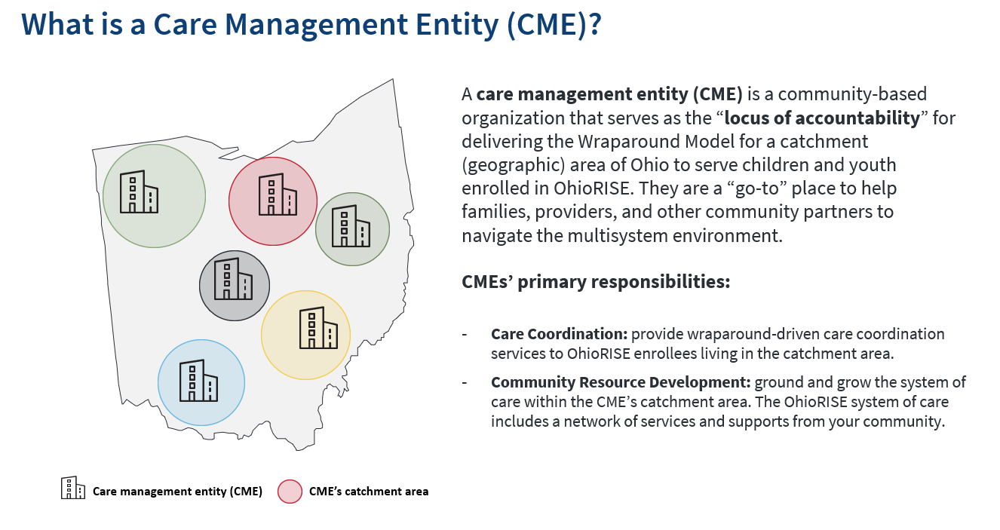 What is a Care Management Entity (CME)?
A care management entity (CME) is a community-based
organization that serves as the “locus of accountability” for
delivering the Wraparound Model for a catchment
(geographic) area of Ohio to serve children and youth
enrolled in OhioRISE. They are a “go-to” place to help
families, providers, and other community partners to
navigate the multisystem environment.
CMEs’ primary responsibilities:
- Care Coordination: provide wraparound-driven care coordination
services to OhioRISE enrollees living in the catchment area.
- Community Resource Development: ground and grow the system of
care within the CME’s catchment area. The OhioRISE system of care
includes a network of services and supports from your community.
Care management entity (CME)
CME’s catchment area